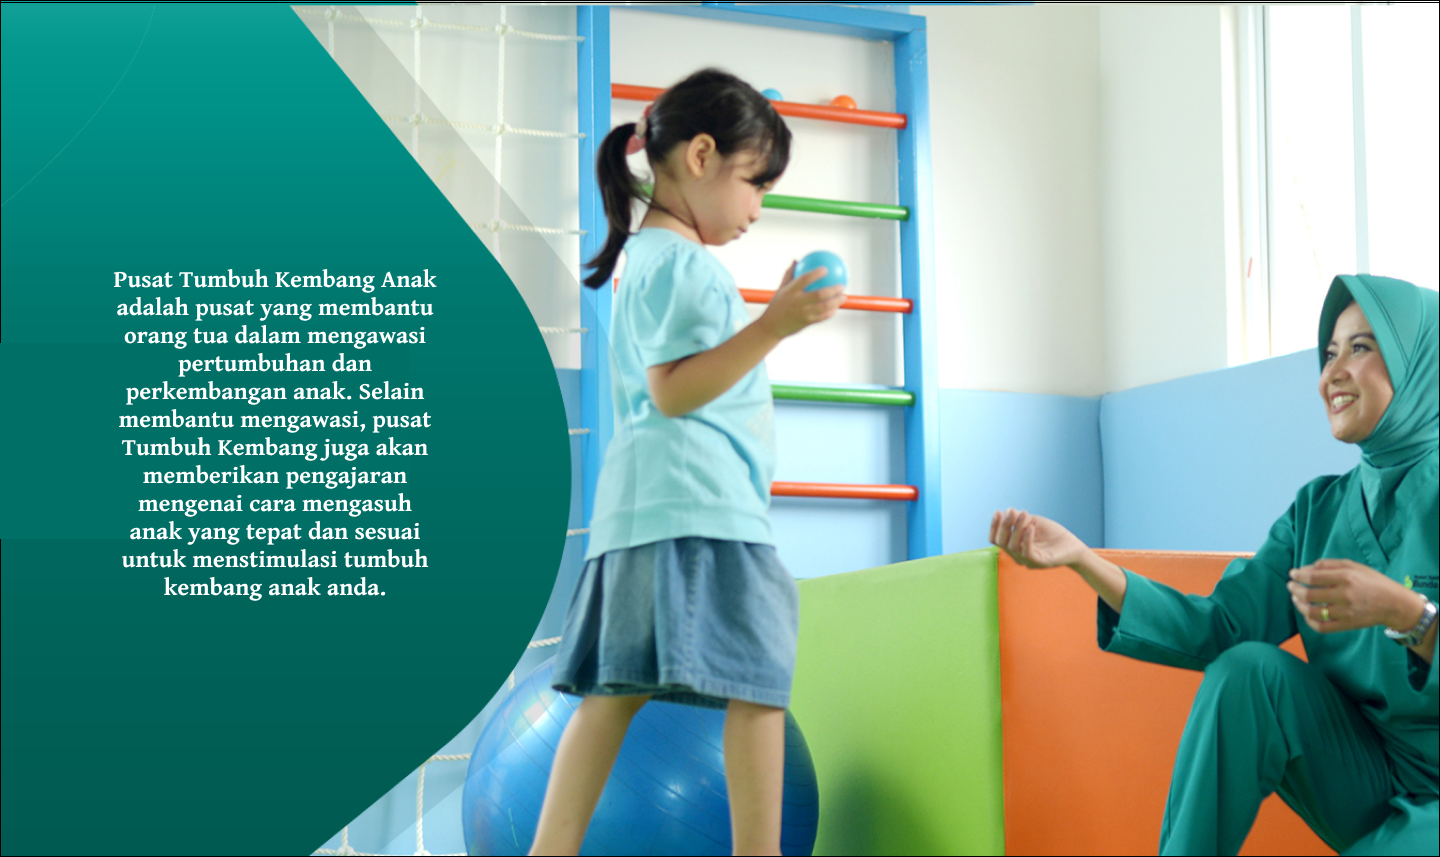 Pusat Tumbuh Kembang Anak
adalah pusat yang membantu
orang tua dalam mengawasi
pertumbuhan dan
perkembangan anak. Selain
membantu mengawasi, pusat
Tumbuh Kembang juga akan
memberikan pengajaran
mengenai cara mengasuh
anak yang tepat dan sesuai
untuk menstimulasi tumbuh
kembang anak anda.